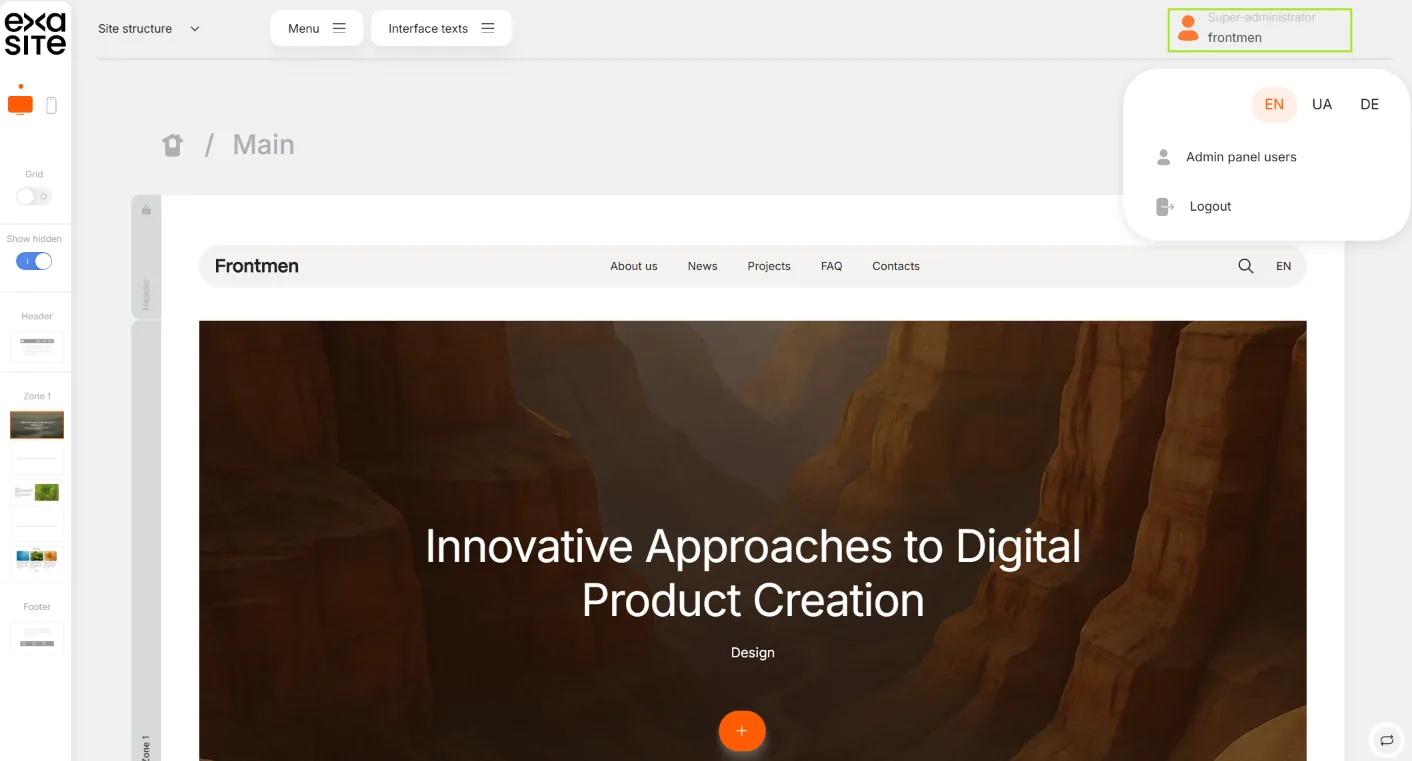 exa
SITE
Site structure
Menu
Interface texts
Super-administrator
frontmen
EN
UA
DE
Admin panel users
Logout
/ Main
Grid
Show hidden
Header
Zone 1
Footer
Header
Frontmen
About us
News
Projects
FAQ
Contacts
EN
Innovative Approaches to Digital
Product Creation
Design
+
Zone 1